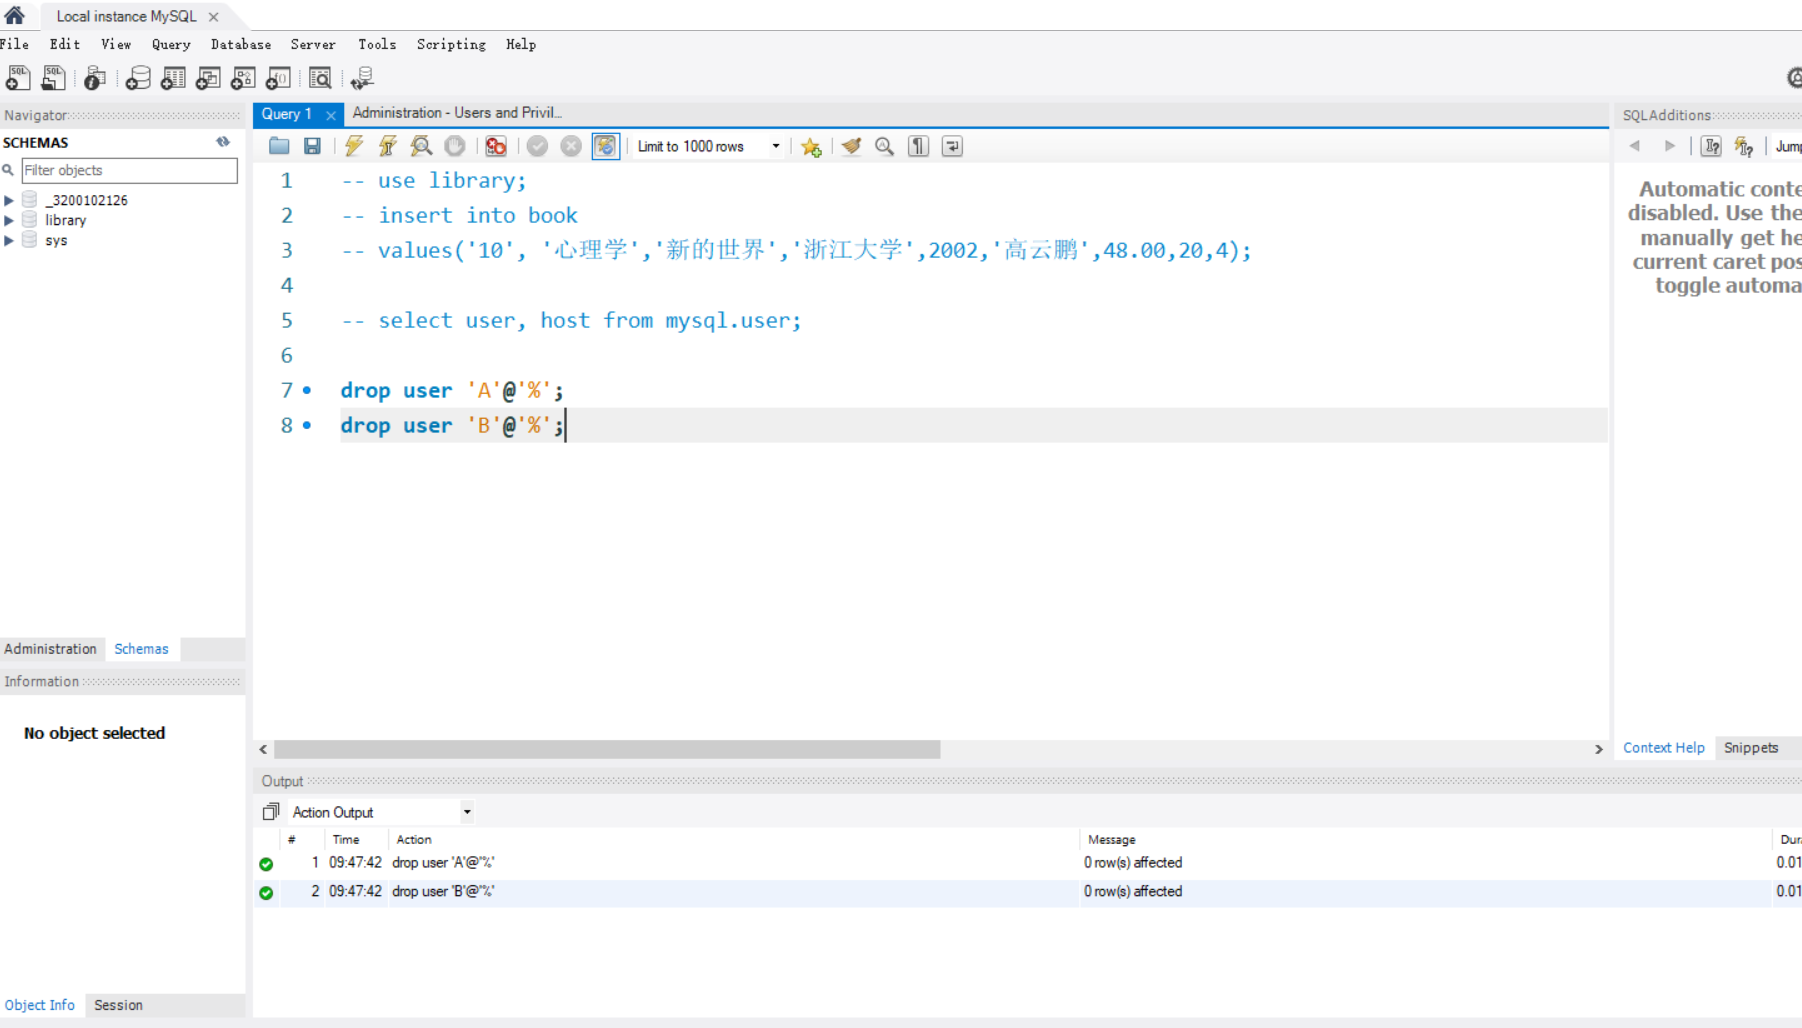 Local instance MySQL
File Edit View Query Database Server Tools Scripting Help
Navigator
Query 1
Administration - Users and Privil...
SQLAdditions
SCHEMAS
Filter objects
_3200102126
library
sys
Limit to 1000 rows
Jump
1 -- use library;
2 -- insert into book
3 -- values('10', '心理学','新的世界','浙江大学',2002,'高云鹏',48.00,20,4);
4
5 -- select user, host from mysql.user;
6
7 drop user 'A'@'%';
8 drop user 'B'@'%';
Automatic conte
disabled. Use the
manually get he
current caret pos
toggle automa
Administration Schemas
Information
No object selected
Context Help Snippets
Output
Action Output
# Time Action Message Dura
1 09:47:42 drop user 'A'@'%' 0 row(s) affected 0.01
2 09:47:42 drop user 'B'@'%' 0 row(s) affected 0.01
Object Info Session